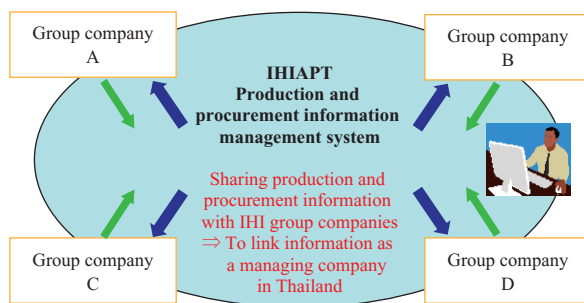 Group company
A
Group company
B
IHIAPT
Production and
procurement information
management system
Sharing production and
procurement information
with IHI group companies
⇒ To link information as
a managing company
in Thailand
Group company
C
Group company
D